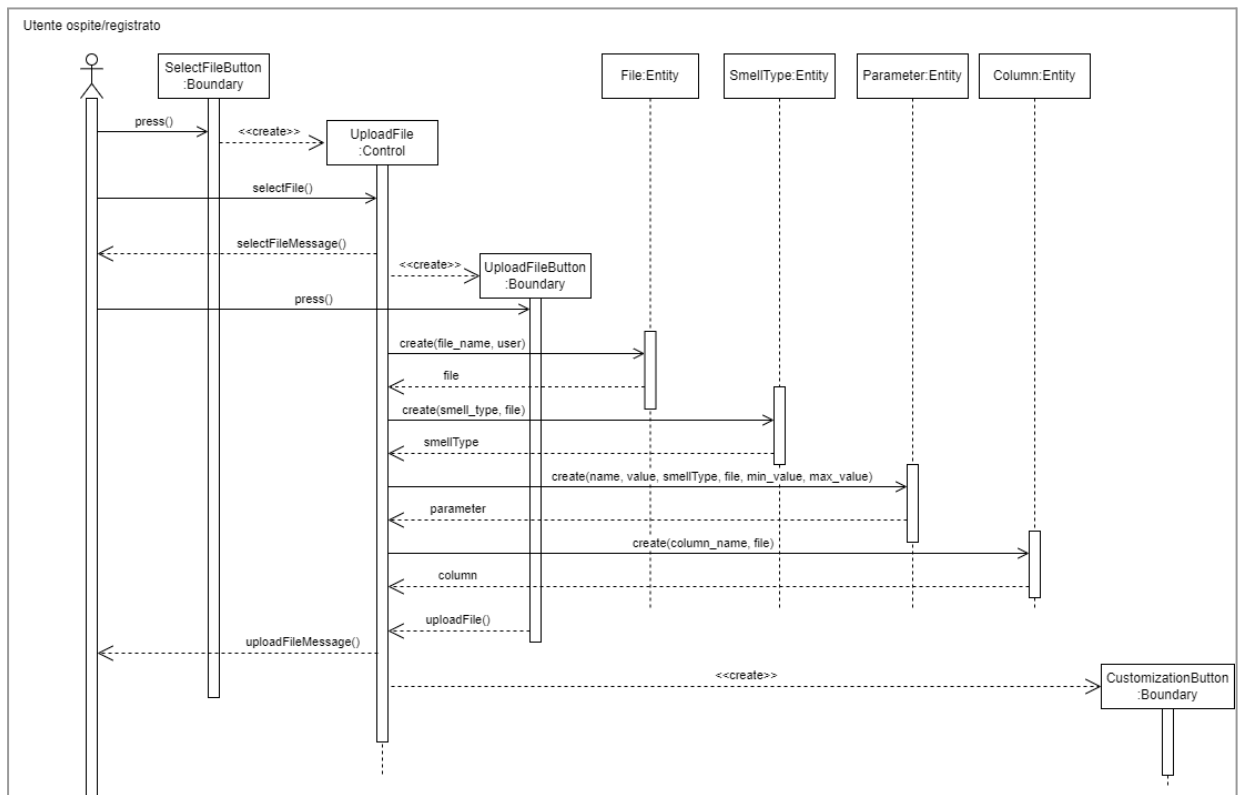 Utente ospite/registrato
SelectFileButton
:Boundary
File:Entity
SmellType:Entity
Parameter:Entity
Column:Entity
press()
<<create>>
UploadFile
:Control
selectFile()
selectFileMessage()
<<create>>
UploadFileButton
:Boundary
press()
create(file_name, user)
file
create(smell_type, file)
smellType
create(name, value, smellType, file, min_value, max_value)
parameter
create(column_name, file)
column
uploadFile()
uploadFileMessage()
<<create>>
CustomizationButton
:Boundary